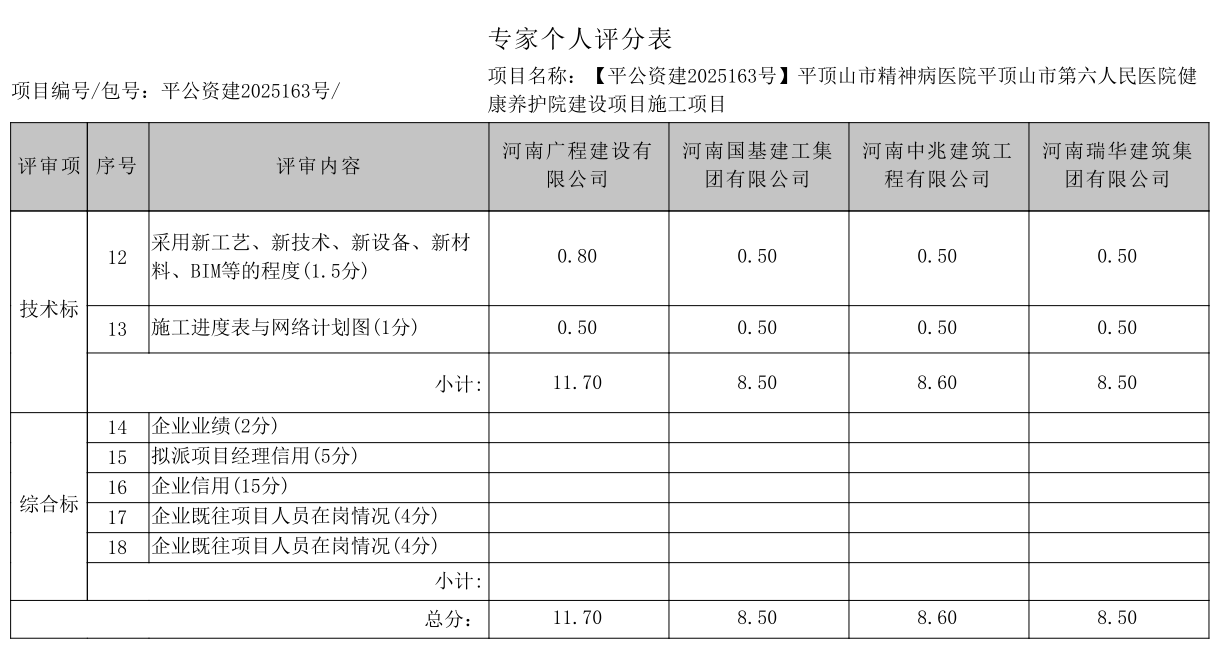 专家个人评分表
项目编号/包号：平公资建2025163号/
项目名称：【平公资建2025163号】平顶山市精神病医院平顶山市第六人民医院健
康养护院建设项目施工项目
评审项 序号 评审内容 河南广程建设有 河南国基建工集 河南中兆建筑工 河南瑞华建筑集
限公司 团有限公司 程有限公司 团有限公司
技术标
12 采用新工艺、新技术、新设备、新材 0.80 0.50 0.50 0.50
料、BIM等的程度(1.5分)
13 施工进度表与网络计划图(1分) 0.50 0.50 0.50 0.50
小计: 11.70 8.50 8.60 8.50
综合标
14 企业业绩(2分)
15 拟派项目经理信用(5分)
16 企业信用(15分)
17 企业既往项目人员在岗情况(4分)
18 企业既往项目人员在岗情况(4分)
小计:
总分： 11.70 8.50 8.60 8.50